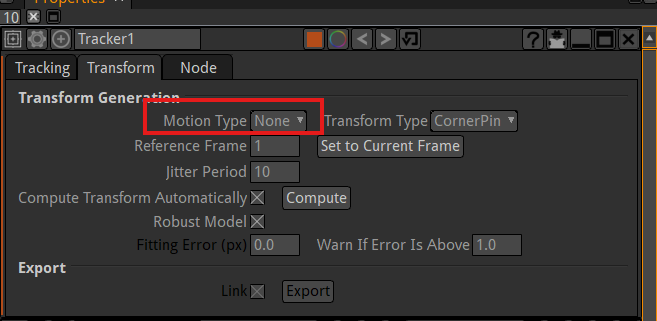 Properties
10
Tracker1
Tracking Transform Node
Transform Generation
Motion Type None Transform Type CornerPin
Reference Frame 1 Set to Current Frame
Jitter Period 10
Compute Transform Automatically Compute
Robust Model
Fitting Error (px) 0.0 Warn If Error Is Above 1.0
Export
Link Export